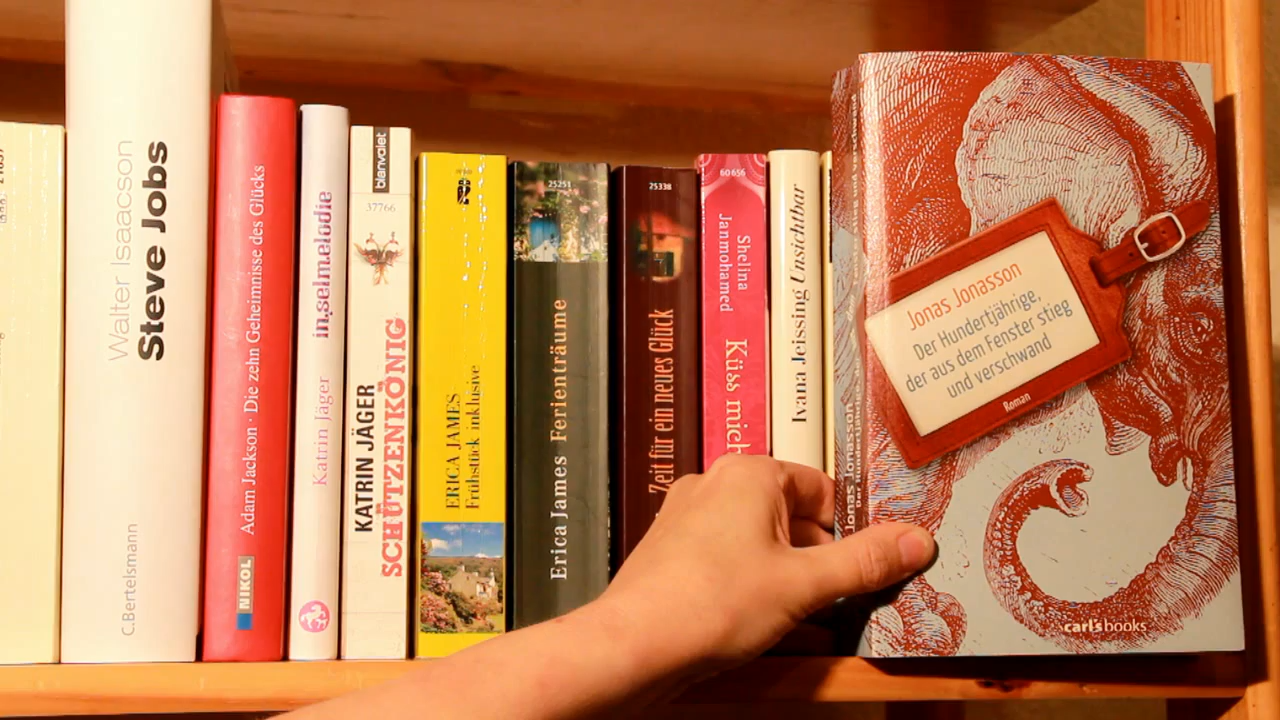 Walter Isaacson
Steve Jobs
C.Bertelsmann
Adam Jackson · Die zehn Geheimnisse des Glücks
NIKOL
Katrin Jäger
inselmelodie
blanvalet
37766
KATRIN JÄGER
SCHÜTZENKÖNIG
ERICA JAMES
Frühstück inklusive
25251
Erica James Ferienträume
25338
Zeit für ein neues Glück
60656
Shelina
Janmohamed
Küss mich
Ivana Jeissing Unsichtbar
Jonas Jonasson
Jonas Jonasson
Der Hundertjährige,
der aus dem Fenster stieg
und verschwand
Roman
carl's books